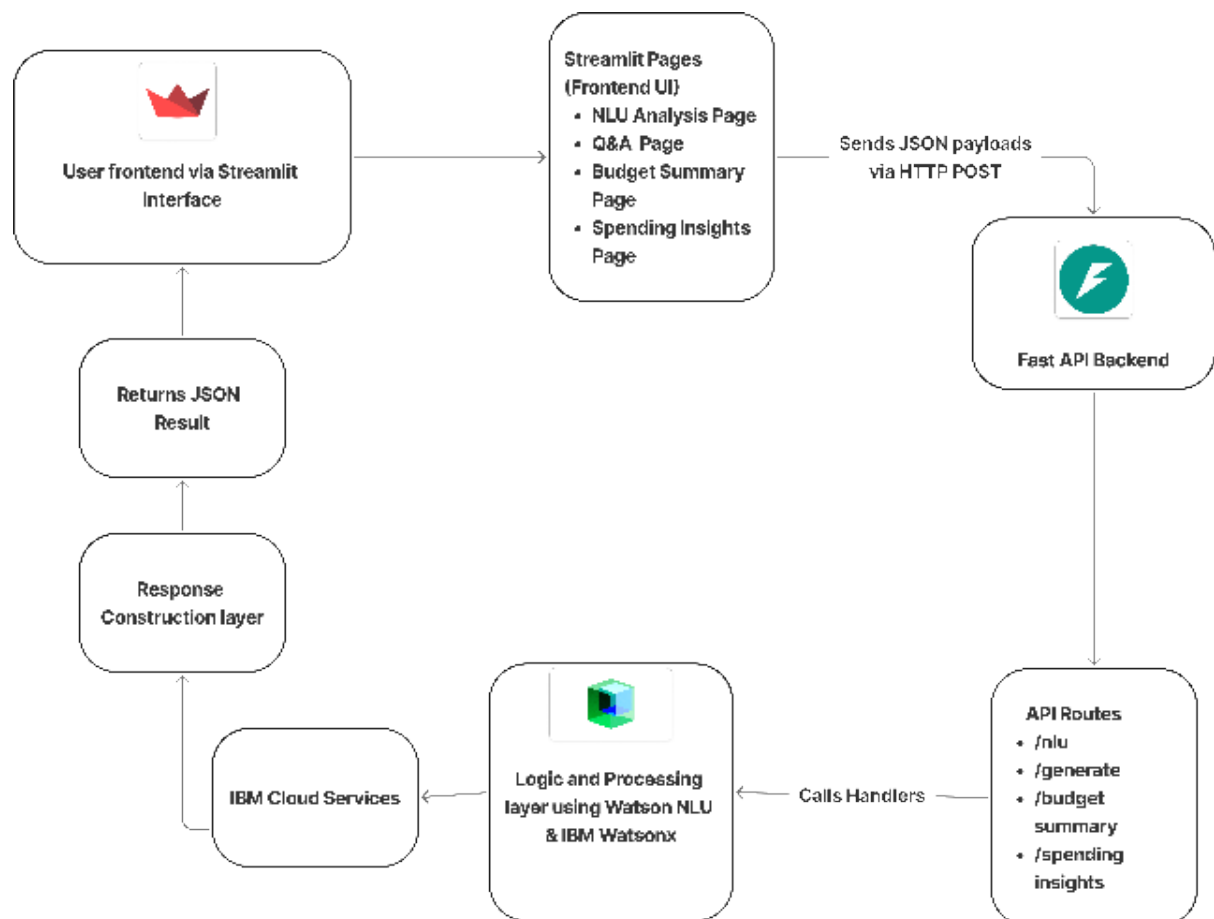 User frontend via Streamlit
Interface
Streamlit Pages
(Frontend UI)
• NLU Analysis Page
• Q&A Page
• Budget Summary
Page
• Spending Insights
Page
Sends JSON payloads
via HTTP POST
Fast API Backend
API Routes
• /nlu
• /generate
• /budget
summary
• /spending
insights
Calls Handlers
Logic and Processing
layer using Watson NLU
& IBM Watsonx
IBM Cloud Services
Response
Construction layer
Returns JSON
Result